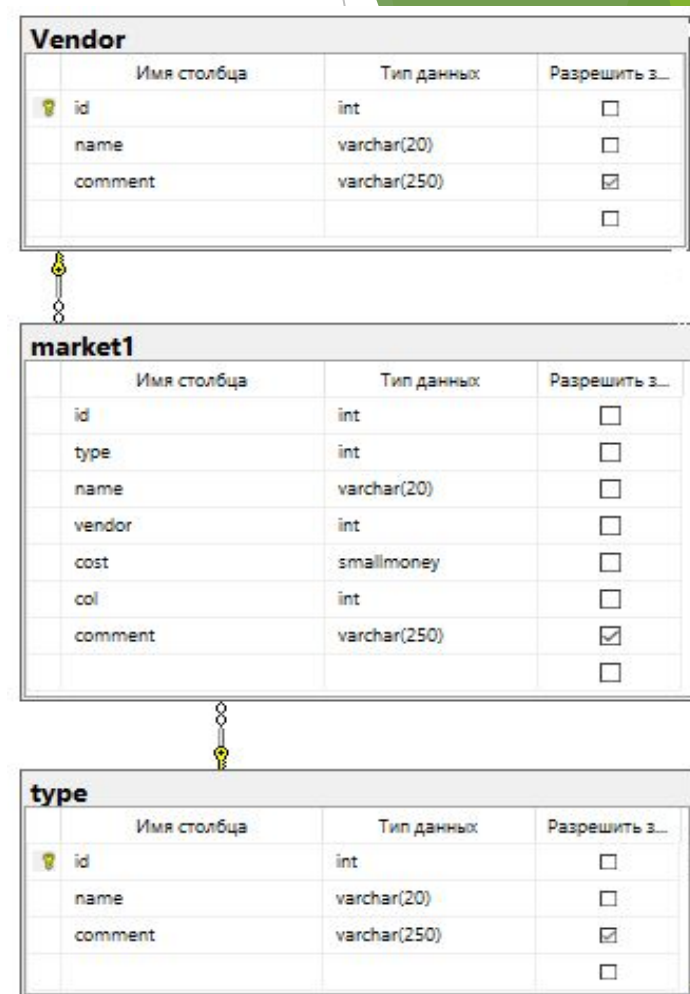 Vendor
Имя столбца Тип данных Разрешить з...
id int
name varchar(20)
comment varchar(250)
market1
Имя столбца Тип данных Разрешить з...
id int
type int
name varchar(20)
vendor int
cost smallmoney
col int
comment varchar(250)
type
Имя столбца Тип данных Разрешить з...
id int
name varchar(20)
comment varchar(250)